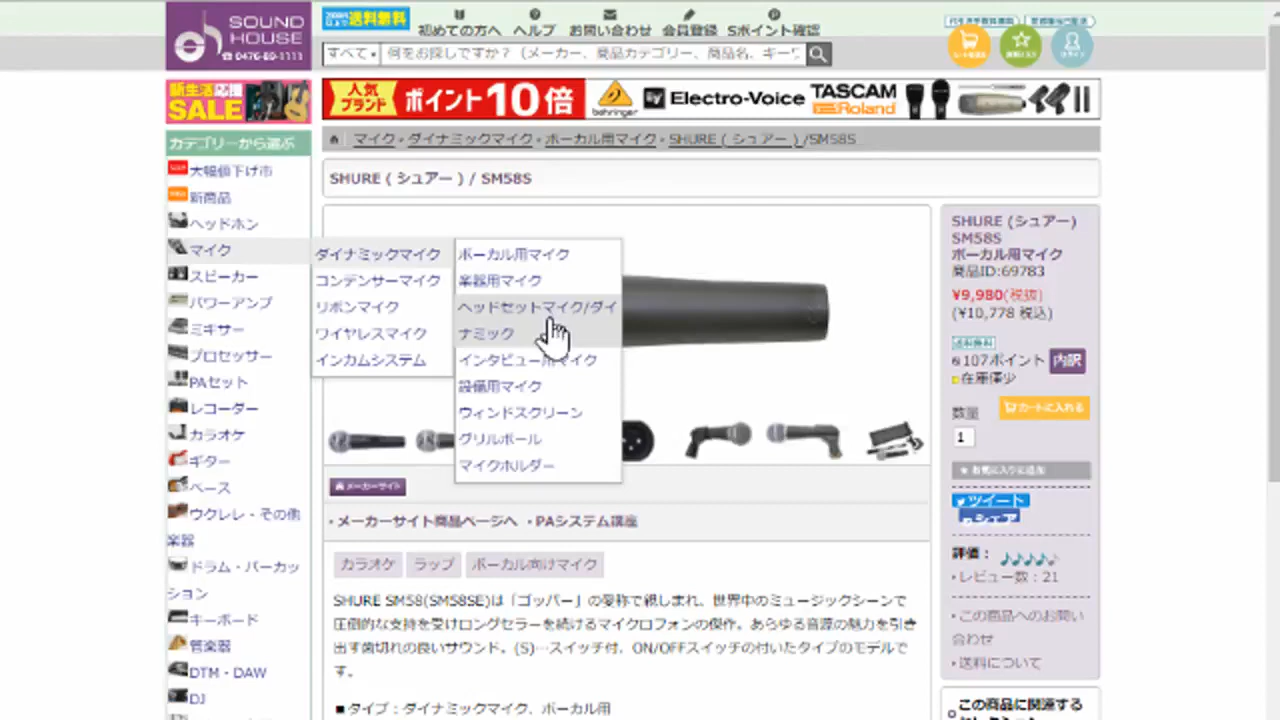 SOUND
HOUSE
☎0476-89-1111
送料無料
初めての方へ ヘルプ お問い合わせ 会員登録 Sポイント確認
すべて 何をお探しですか?(メーカー、商品カテゴリー、商品名、キーワ
新生活応援
SALE
人気
ブランド
ポイント10倍
behringer
Electro-Voice
TASCAM
Roland
カテゴリーから選ぶ
マイク・ダイナミックマイク・ボーカル用マイク・SHURE ( シュアー ) /SM58S
大幅値下げ市
新商品
ヘッドホン
マイク
スピーカー
パワーアンプ
ミキサー
プロセッサー
PAセット
レコーダー
カラオケ
ギター
ベース
ウクレレ・その他
楽器
ドラム・パーカッ
ション
キーボード
管楽器
DTM・DAW
DJ
SHURE ( シュアー ) / SM58S
ダイナミックマイク
コンデンサーマイク
リボンマイク
ワイヤレスマイク
インカムシステム
ボーカル用マイク
楽器用マイク
ヘッドセットマイク/ダイ
ナミック
インタビュー用マイク
設備用マイク
ウィンドスクリーン
グリルボール
マイクホルダー
メーカーサイト
・メーカーサイト商品ページへ ・PAシステム講座
カラオケ ラップ ボーカル向けマイク
SHURE SM58(SM58SE)は「ゴッパー」の愛称で親しまれ、世界中のミュージックシーンで
圧倒的な支持を受けロングセラーを続けるマイクロフォンの傑作。あらゆる音源の魅力を引き
出す歯切れの良いサウンド。(S)…スイッチ付、ON/OFFスイッチの付いたタイプのモデルで
す。
■タイプ:ダイナミックマイク、ボーカル用
SHURE (シュアー)
SM58S
ボーカル用マイク
商品ID:69783
¥9,980(税抜)
(¥10,778 税込)
送料無料
107ポイント 内訳
在庫僅少
数量
カートに入れる
1
★ お気に入りに追加
ツイート
シェア
評価:
・レビュー数:21
・この商品へのお問い
合わせ
・送料について
この商品に関連する